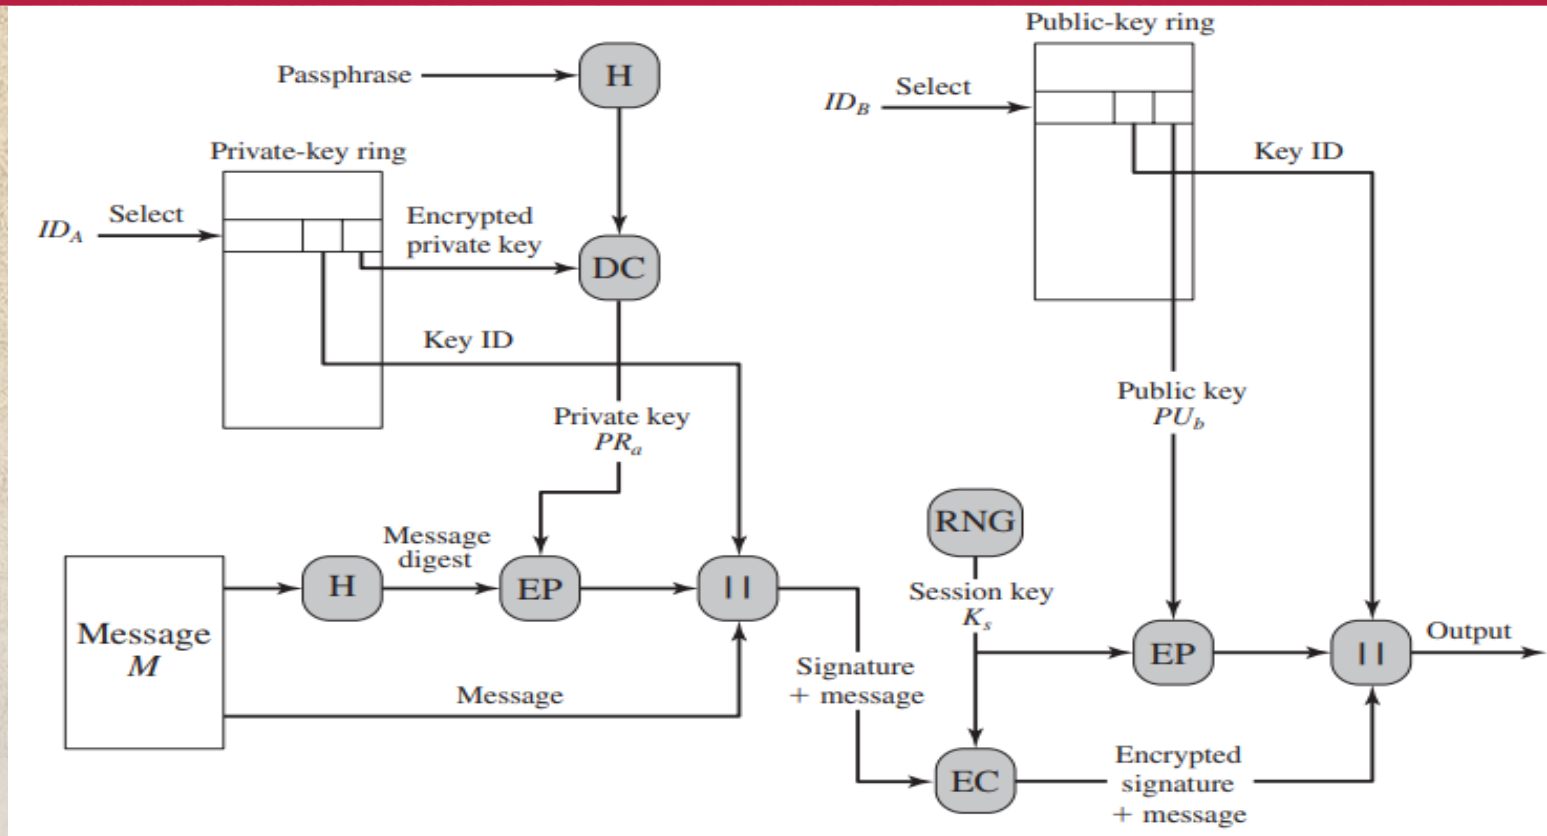 Public-key ring
Passphrase
H
ID_B
Select
Private-key ring
Key ID
ID_A
Select
Encrypted
private key
DC
Key ID
Public key
PU_b
Private key
PR_a
RNG
Message
digest
H
EP
||
Session key
K_s
Message
M
Message
Signature
+ message
EP
||
Output
EC
Encrypted
signature
+ message